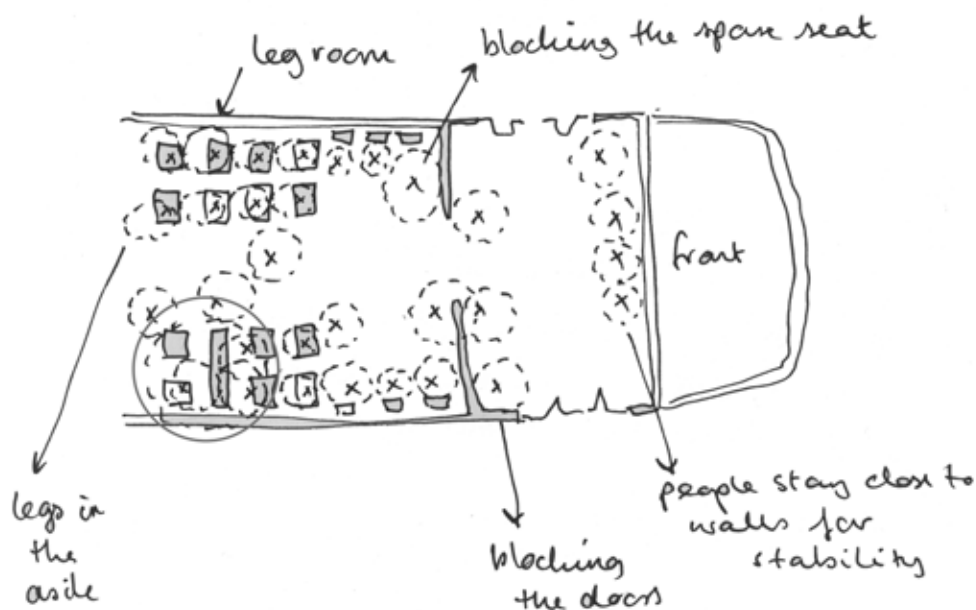 leg room
blocking the spare seat
front
legs in
the
asile
blocking
the doors
people stay close to
walls for
stability